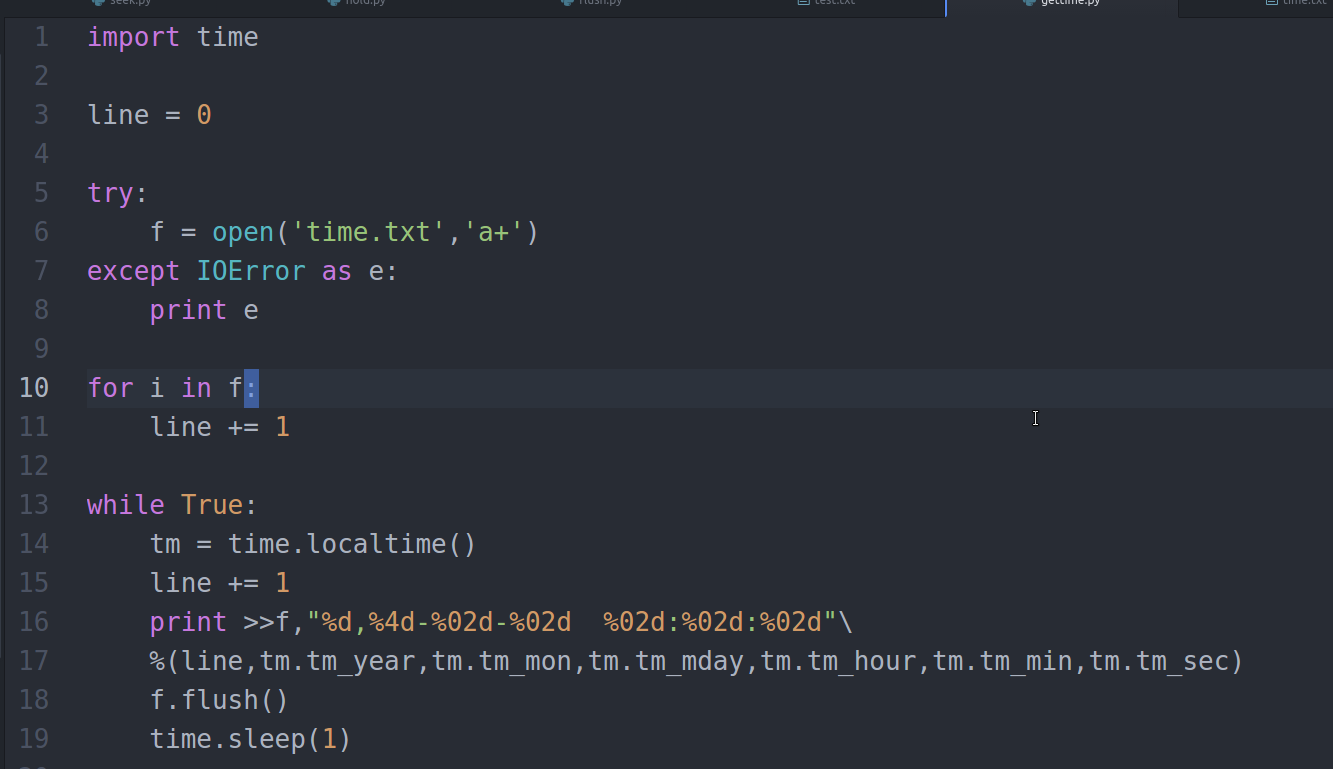 seek.py hold.py flush.py test.txt gettime.py time.txt
1 import time
2
3 line = 0
4
5 try:
6     f = open('time.txt','a+')
7 except IOError as e:
8     print e
9
10 for i in f:
11     line += 1
12
13 while True:
14     tm = time.localtime()
15     line += 1
16     print >>f,"%d,%4d-%02d-%02d  %02d:%02d:%02d"\
17     %(line,tm.tm_year,tm.tm_mon,tm.tm_mday,tm.tm_hour,tm.tm_min,tm.tm_sec)
18     f.flush()
19     time.sleep(1)